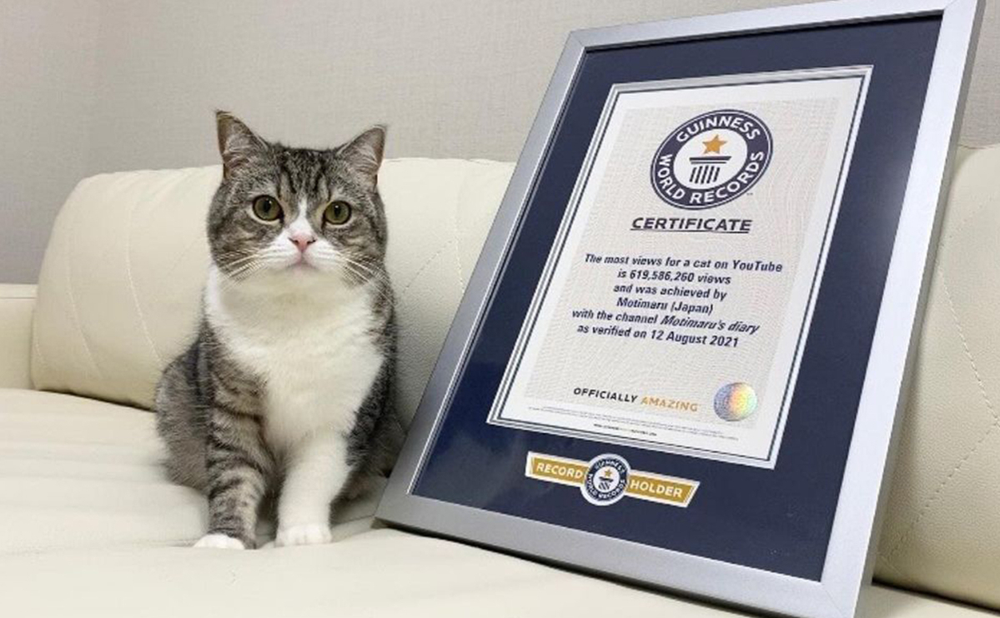 GUINNESS
WORLD RECORDS
CERTIFICATE
The most views for a cat on YouTube
is 619,586,260 views
and was achieved by
Motimaru (Japan)
with the channel Motimaru's diary
as verified on 12 August 2021
OFFICIALLY AMAZING
RECORD
GUINNESS
WORLD RECORDS
HOLDER